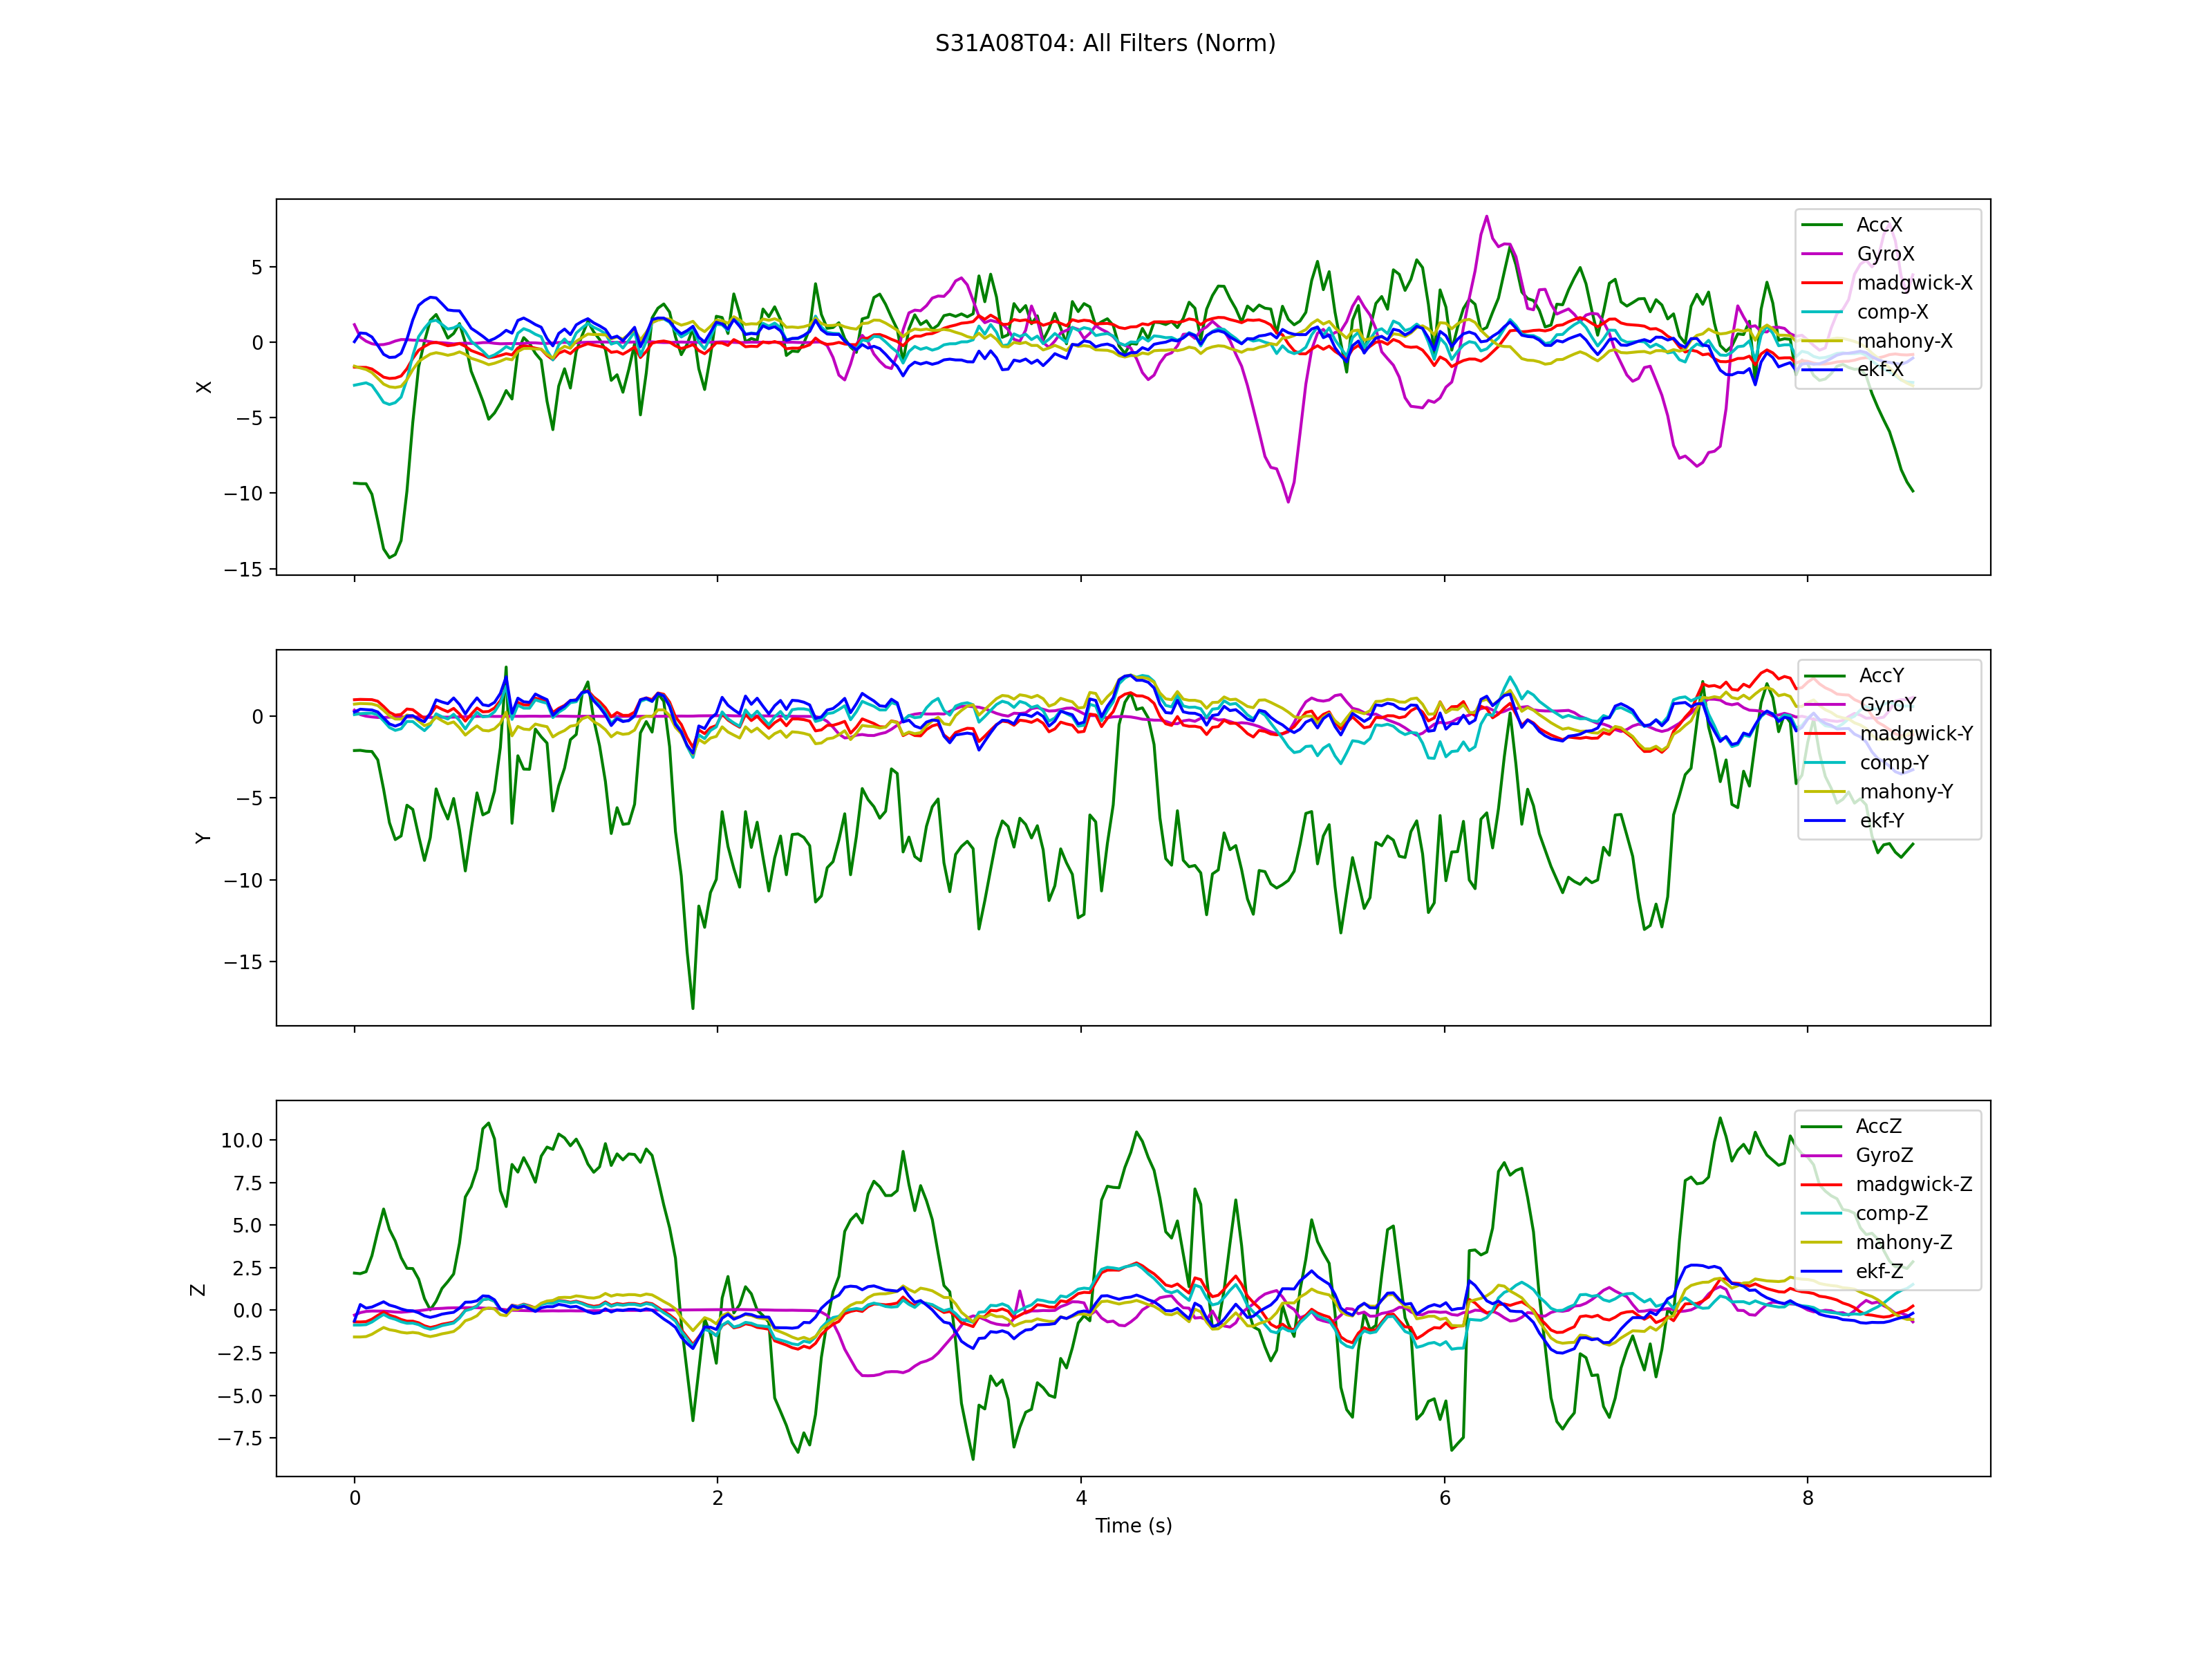 S31A08T04: All Filters (Norm)
5
0
−5
−10
−15
X
AccX
GyroX
madgwick-X
comp-X
mahony-X
ekf-X
0
−5
−10
−15
Y
AccY
GyroY
madgwick-Y
comp-Y
mahony-Y
ekf-Y
10.0
7.5
5.0
2.5
0.0
−2.5
−5.0
−7.5
Z
AccZ
GyroZ
madgwick-Z
comp-Z
mahony-Z
ekf-Z
0 2 4 6 8
Time (s)